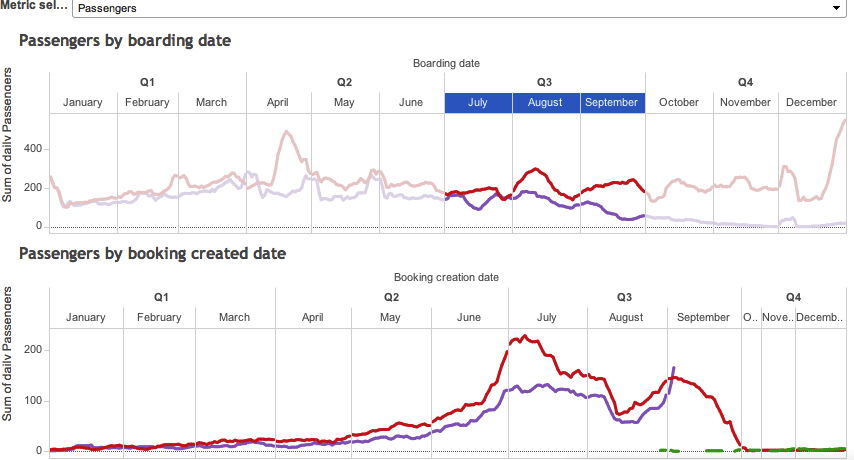 Metric sel... Passengers
Passengers by boarding date
Boarding date
Q1 Q2 Q3 Q4
January February March April May June July August September October November December
Sum of daily Passengers
400
200
0
Passengers by booking created date
Booking creation date
Q1 Q2 Q3 Q4
January February March April May June July August September O.. Nove.. Decemb..
Sum of daily Passengers
200
100
0